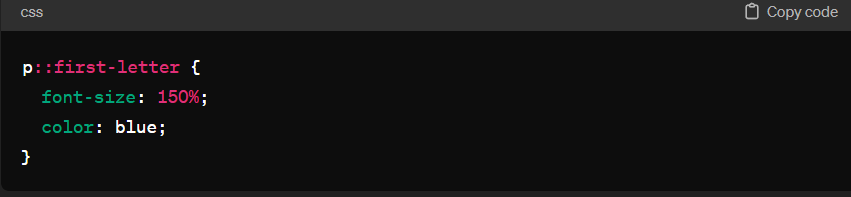 css
Copy code
p::first-letter {
  font-size: 150%;
  color: blue;
}